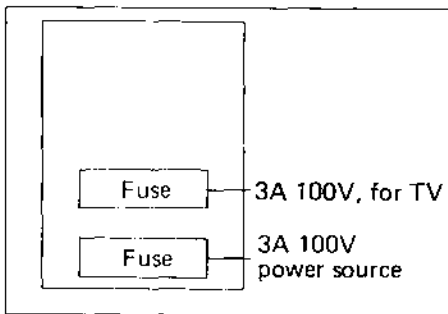 Fuse
3A 100V, for TV
Fuse
3A 100V
power source